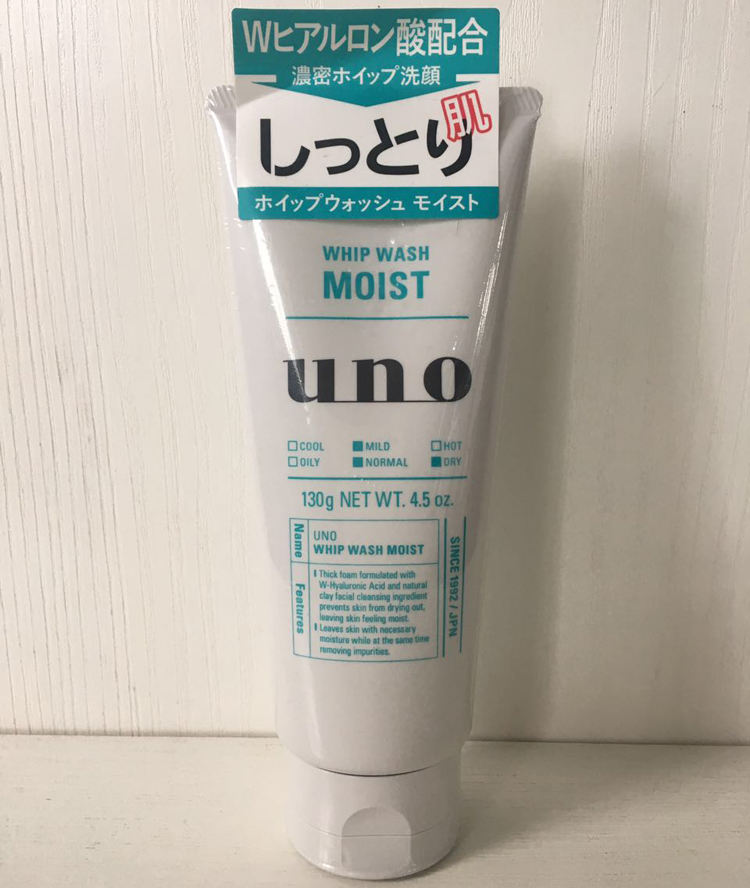 Wヒアルロン酸配合
濃密ホイップ洗顔
しっとり肌
ホイップウォッシュ モイスト
WHIP WASH
MOIST
uno
COOL MILD HOT
OILY NORMAL DRY
130g NET WT. 4.5 oz.
Name
UNO
WHIP WASH MOIST
Features
Thick foam formulated with
W-Hyaluronic Acid and natural
clay facial cleansing ingredient
prevents skin from drying out,
leaving skin feeling moist.
Leaves skin with necessary
moisture while at the same time
removing impurities.
SINCE 1992 / JPN